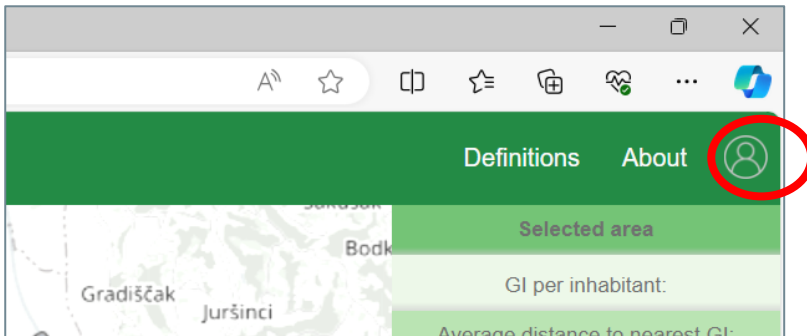 Definitions About
Selected area
Bodk
GI per inhabitant:
Gradiščak
Juršinci
Average distance to nearest GI: